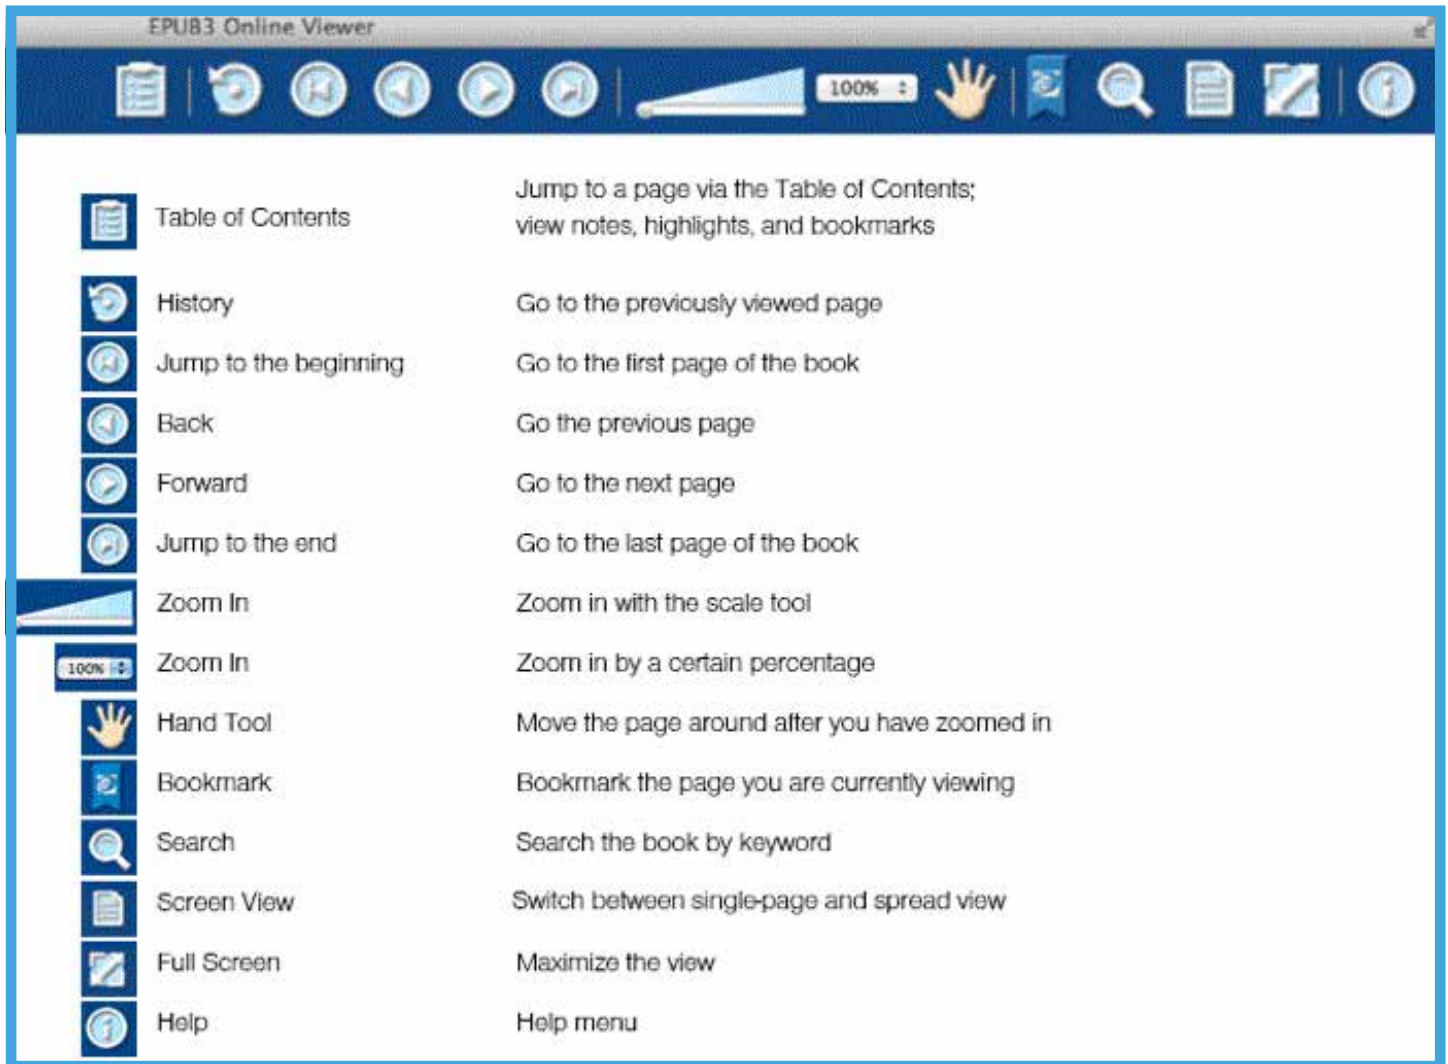 EPUB3 Online Viewer
100%
Table of Contents
Jump to a page via the Table of Contents;
view notes, highlights, and bookmarks
History Go to the previously viewed page
Jump to the beginning Go to the first page of the book
Back Go the previous page
Forward Go to the next page
Jump to the end Go to the last page of the book
Zoom In Zoom in with the scale tool
100% Zoom In Zoom in by a certain percentage
Hand Tool Move the page around after you have zoomed in
Bookmark Bookmark the page you are currently viewing
Search Search the book by keyword
Screen View Switch between single-page and spread view
Full Screen Maximize the view
Help Help menu